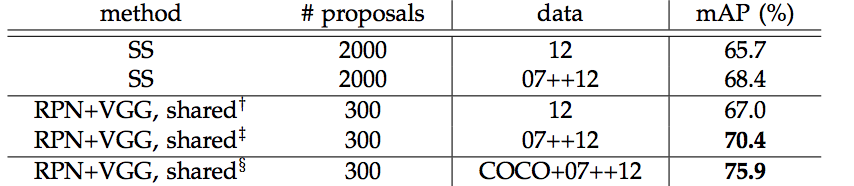 method # proposals data mAP (%)
SS 2000 12 65.7
SS 2000 07++12 68.4
RPN+VGG, shared† 300 12 67.0
RPN+VGG, shared‡ 300 07++12 70.4
RPN+VGG, shared§ 300 COCO+07++12 75.9